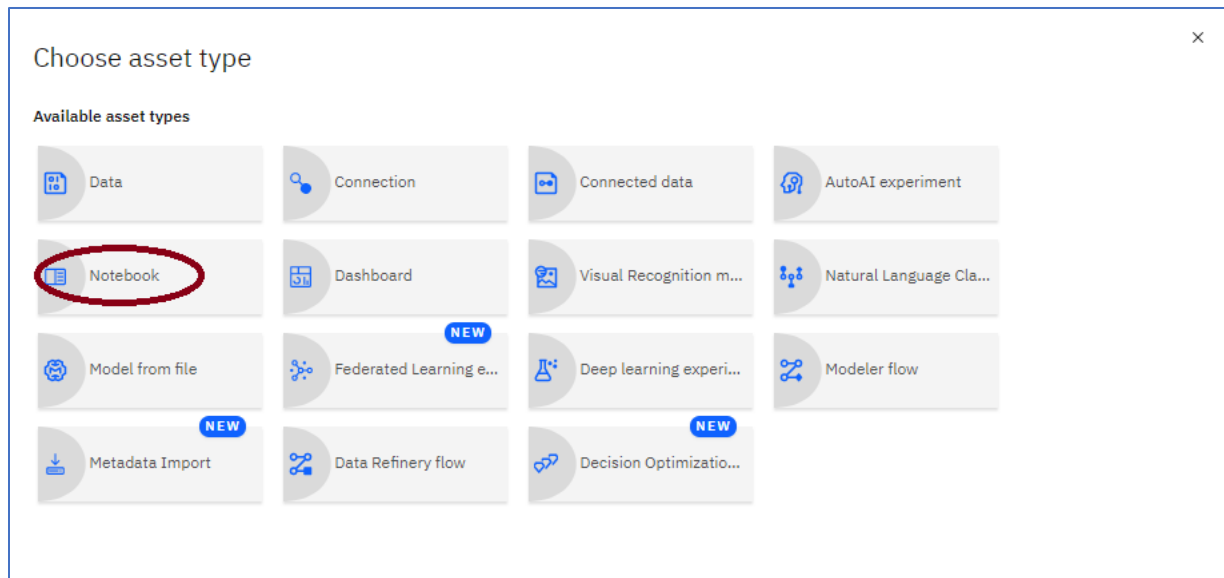 Choose asset type
Available asset types
Data
Connection
Connected data
AutoAI experiment
Notebook
Dashboard
Visual Recognition m...
Natural Language Cla...
NEW
Model from file
Federated Learning e...
Deep learning experi...
Modeler flow
NEW
NEW
Metadata Import
Data Refinery flow
Decision Optimizatio...